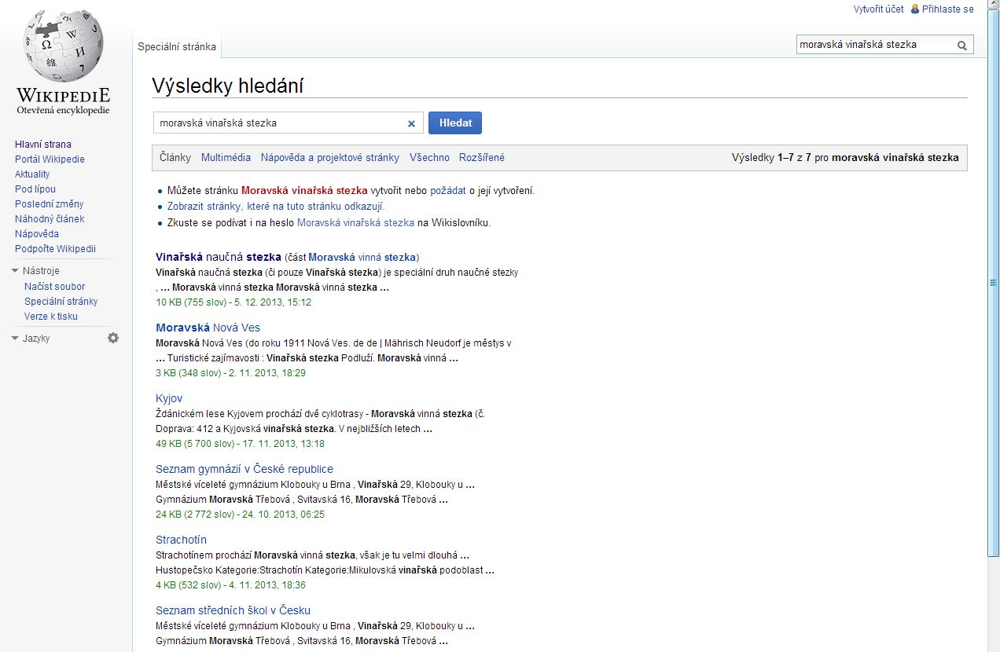 Vytvořit účet Přihlaste se
WIKIPEDIE
Otevřená encyklopedie
Speciální stránka
moravská vinařská stezka
Výsledky hledání
moravská vinařská stezka × Hledat
Články Multimédia Nápověda a projektové stránky Všechno Rozšířené Výsledky 1–7 z 7 pro moravská vinařská stezka
Hlavní strana
Portál Wikipedie
Aktuality
Pod lípou
Poslední změny
Náhodný článek
Nápověda
Podpořte Wikipedii
Nástroje
Načíst soubor
Speciální stránky
Verze k tisku
Jazyky
• Můžete stránku Moravská vinařská stezka vytvořit nebo požádat o její vytvoření.
• Zobrazit stránky, které na tuto stránku odkazují.
• Zkuste se podívat i na heslo Moravská vinařská stezka na Wikislovníku.
Vinařská naučná stezka (část Moravská vinná stezka)
Vinařská naučná stezka (či pouze Vinařská stezka) je speciální druh naučné stezky
, ... Moravská vinná stezka Moravská vinná stezka ...
10 KB (755 slov) - 5. 12. 2013, 15:12
Moravská Nová Ves
Moravská Nová Ves (do roku 1911 Nová Ves. de de | Mährisch Neudorf je městys v
... Turistické zajímavosti : Vinařská stezka Podluží. Moravská vinná ...
3 KB (348 slov) - 2. 11. 2013, 18:29
Kyjov
Ždánickém lese Kyjovem prochází dvě cyklotrasy - Moravská vinná stezka (č.
Doprava: 412 a Kyjovská vinařská stezka. V nejbližších letech ...
49 KB (5 700 slov) - 17. 11. 2013, 13:18
Seznam gymnázií v České republice
Městské víceleté gymnázium Klobouky u Brna , Vinařská 29, Klobouky u ...
Gymnázium Moravská Třebová , Svitavská 16, Moravská Třebová ...
24 KB (2 772 slov) - 24. 10. 2013, 06:25
Strachotín
Strachotínem prochází Moravská vinná stezka, však je tu velmi dlouhá ...
Hustopečsko Kategorie:Strachotín Kategorie:Mikulovská vinařská podoblast ...
4 KB (532 slov) - 4. 11. 2013, 18:36
Seznam středních škol v Česku
Městské víceleté gymnázium Klobouky u Brna , Vinařská 29, Klobouky u ...
Gymnázium Moravská Třebová , Svitavská 16, Moravská Třebová ...